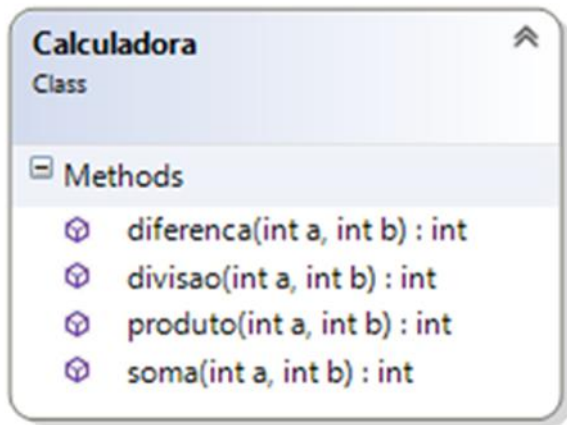 Calculadora
Class
Methods
diferenca(int a, int b) : int
divisao(int a, int b) : int
produto(int a, int b) : int
soma(int a, int b) : int